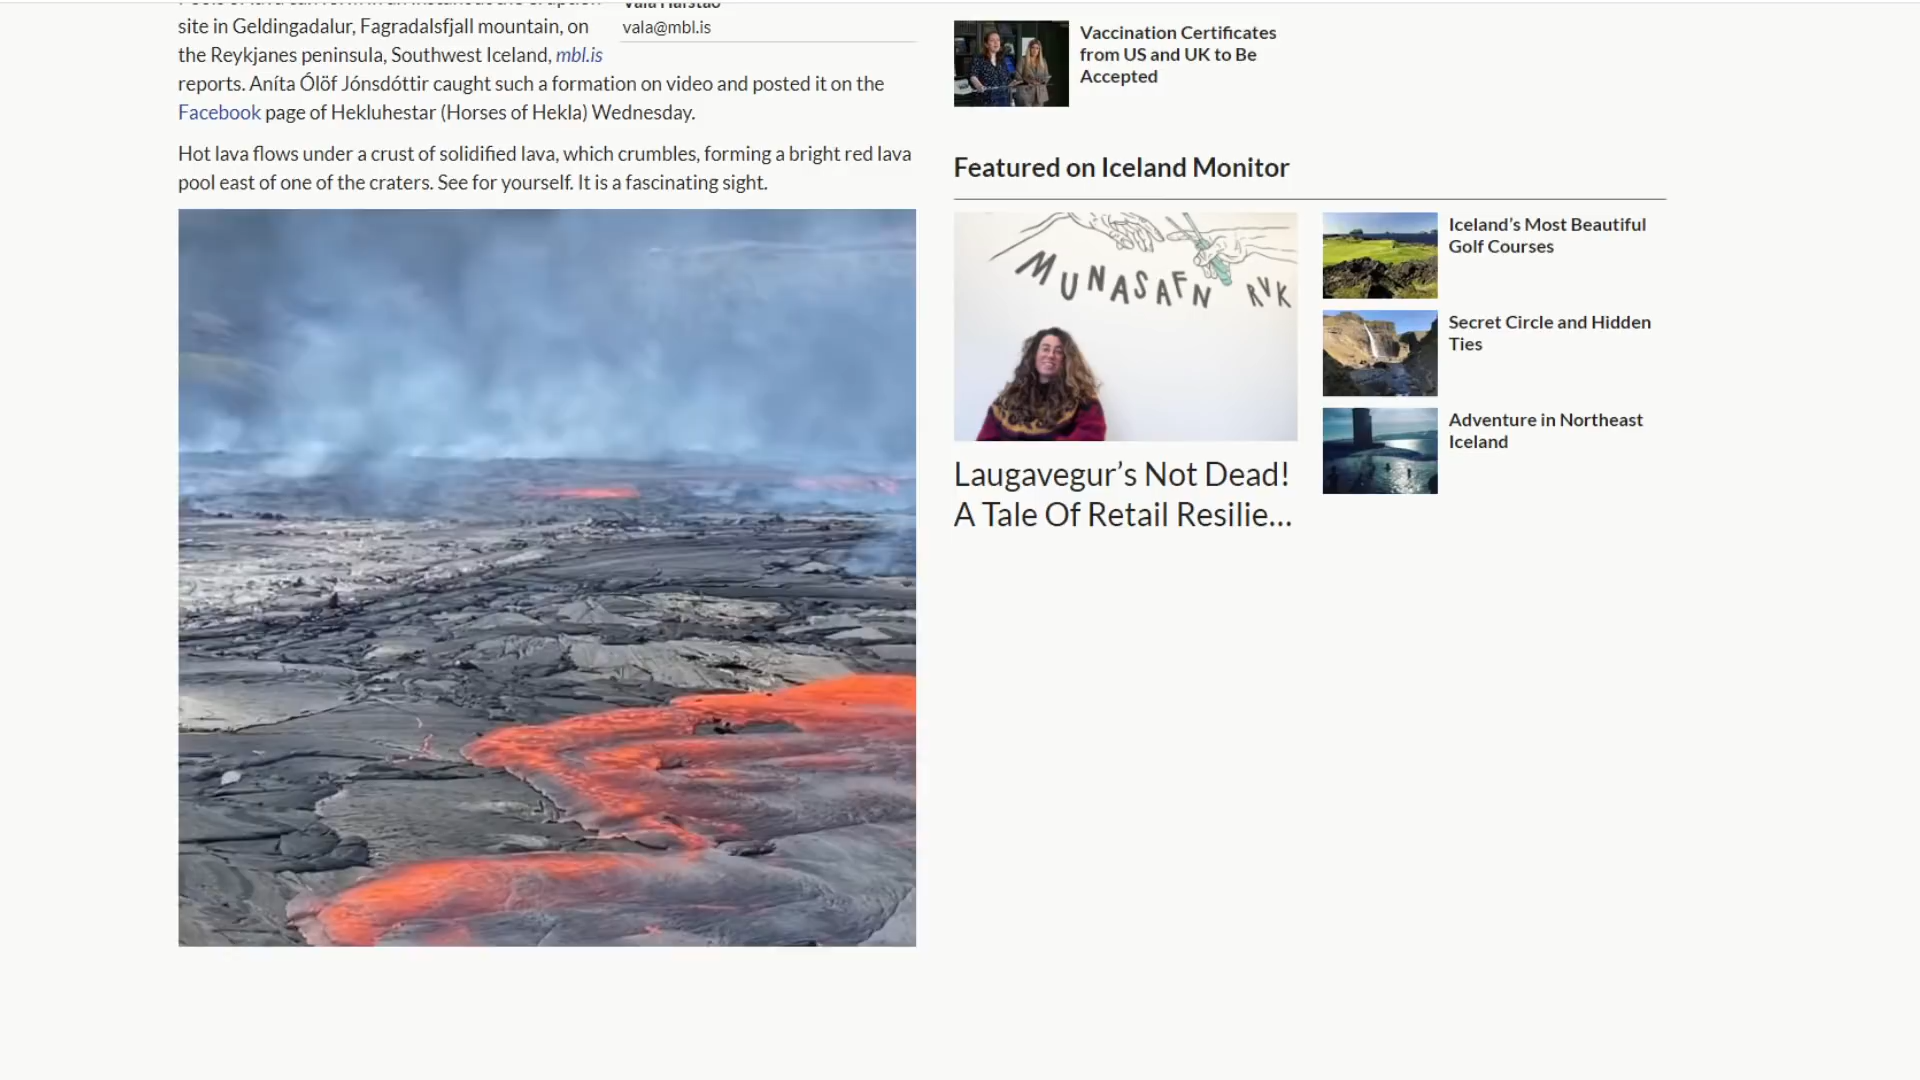 site in Geldingadalur, Fagradalsfjall mountain, on
the Reykjanes peninsula, Southwest Iceland, mbl.is
reports. Aníta Ólöf Jónsdóttir caught such a formation on video and posted it on the
Facebook page of Hekluhestar (Horses of Hekla) Wednesday.
vala@mbl.is
Hot lava flows under a crust of solidified lava, which crumbles, forming a bright red lava
pool east of one of the craters. See for yourself. It is a fascinating sight.
Vaccination Certificates
from US and UK to Be
Accepted
Featured on Iceland Monitor
MUNASAFN RVK
Laugavegur’s Not Dead!
A Tale Of Retail Resilie...
Iceland’s Most Beautiful
Golf Courses
Secret Circle and Hidden
Ties
Adventure in Northeast
Iceland